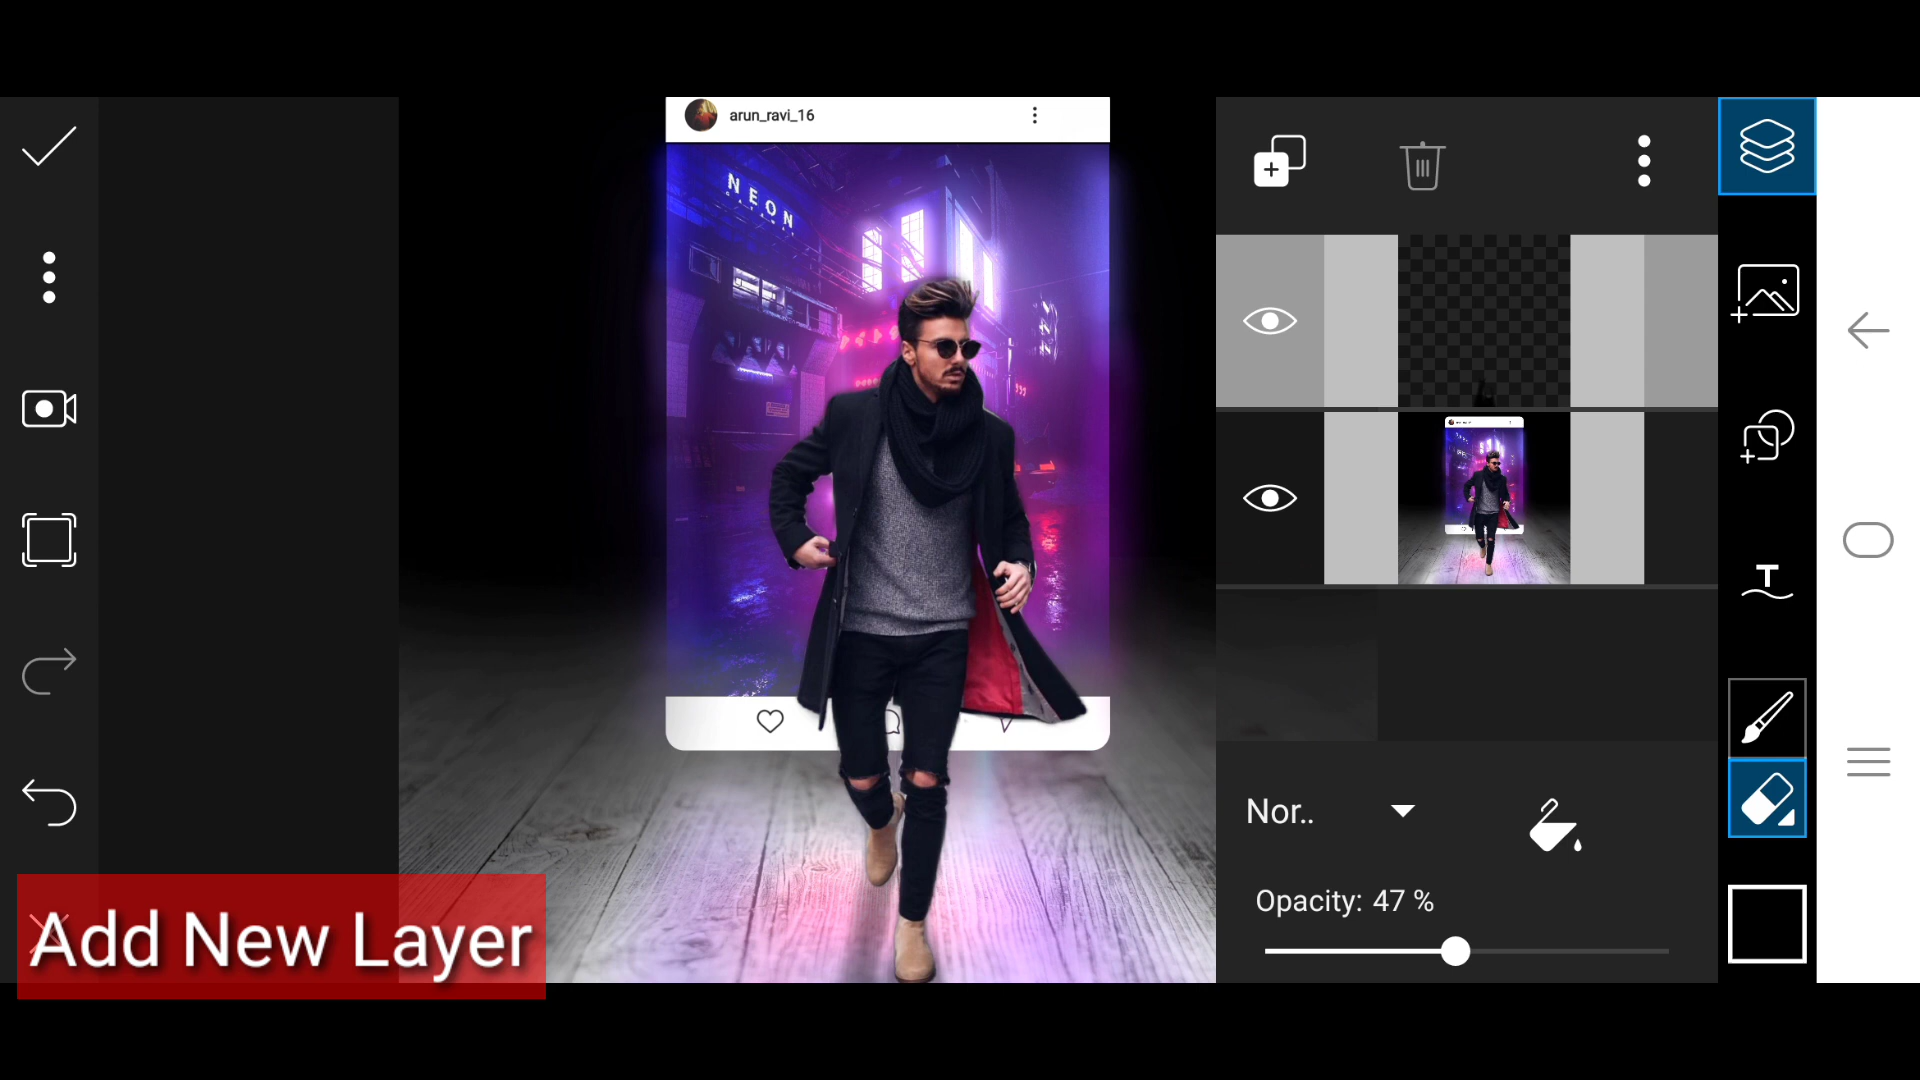 arun_ravi_16
NEON
Nor..
Opacity: 47 %
Add New Layer